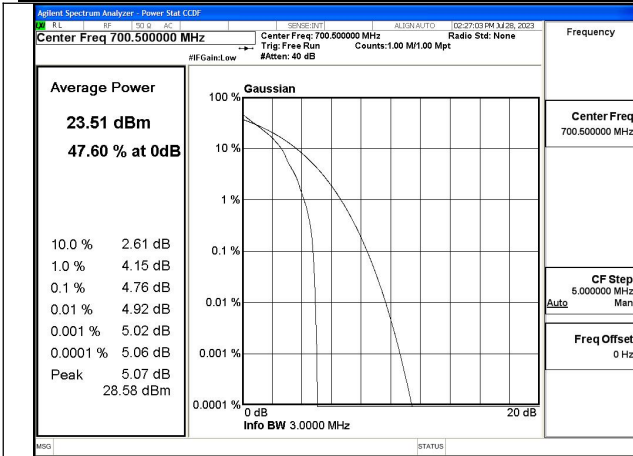 Agilent Spectrum Analyzer - Power Stat CCDF
RL RF 50 Ω AC SENSE:INT ALIGN AUTO 02:27:03 PM Jul 28, 2023
Center Freq 700.500000 MHz
Center Freq: 700.500000 MHz Radio Std: None
Trig: Free Run Counts:1.00 M/1.00 Mpt
#IFGain:Low #Atten: 40 dB
Frequency
Average Power
23.51 dBm
47.60 % at 0dB
10.0 % 2.61 dB
1.0 % 4.15 dB
0.1 % 4.76 dB
0.01 % 4.92 dB
0.001 % 5.02 dB
0.0001 % 5.06 dB
Peak 5.07 dB
28.58 dBm
Gaussian
100 %
10 %
1 %
0.1 %
0.01 %
0.001 %
0.0001 %
0 dB 20 dB
Info BW 3.0000 MHz
Center Freq
700.500000 MHz
CF Step
5.000000 MHz
Auto Man
Freq Offset
0 Hz
MSG STATUS